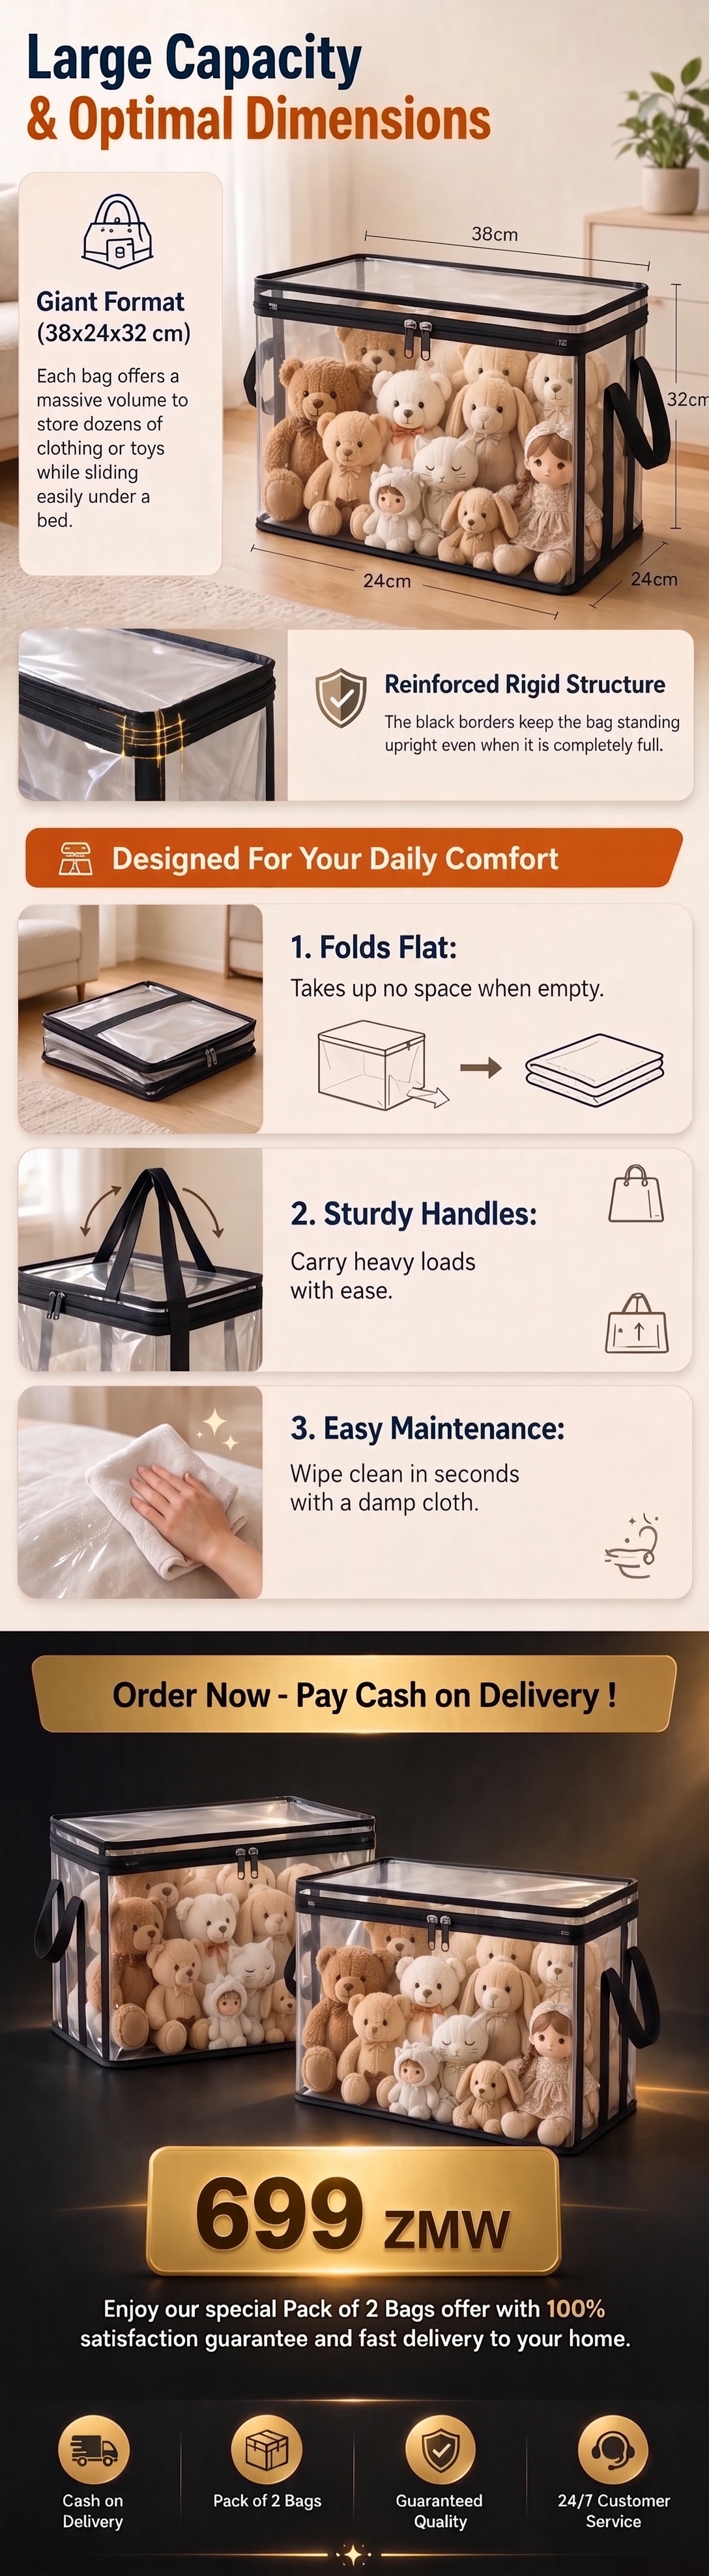 Large Capacity
& Optimal Dimensions
38cm
Giant Format
(38x24x32 cm)
Each bag offers a
massive volume to
store dozens of
clothing or toys
while sliding
easily under a
bed.
32cm
24cm
24cm
Reinforced Rigid Structure
The black borders keep the bag standing
upright even when it is completely full.
Designed For Your Daily Comfort
1. Folds Flat:
Takes up no space when empty.
2. Sturdy Handles:
Carry heavy loads
with ease.
3. Easy Maintenance:
Wipe clean in seconds
with a damp cloth.
Order Now - Pay Cash on Delivery !
699 ZMW
Enjoy our special Pack of 2 Bags offer with 100%
satisfaction guarantee and fast delivery to your home.
Cash on
Delivery
Pack of 2 Bags
Guaranteed
Quality
24/7 Customer
Service